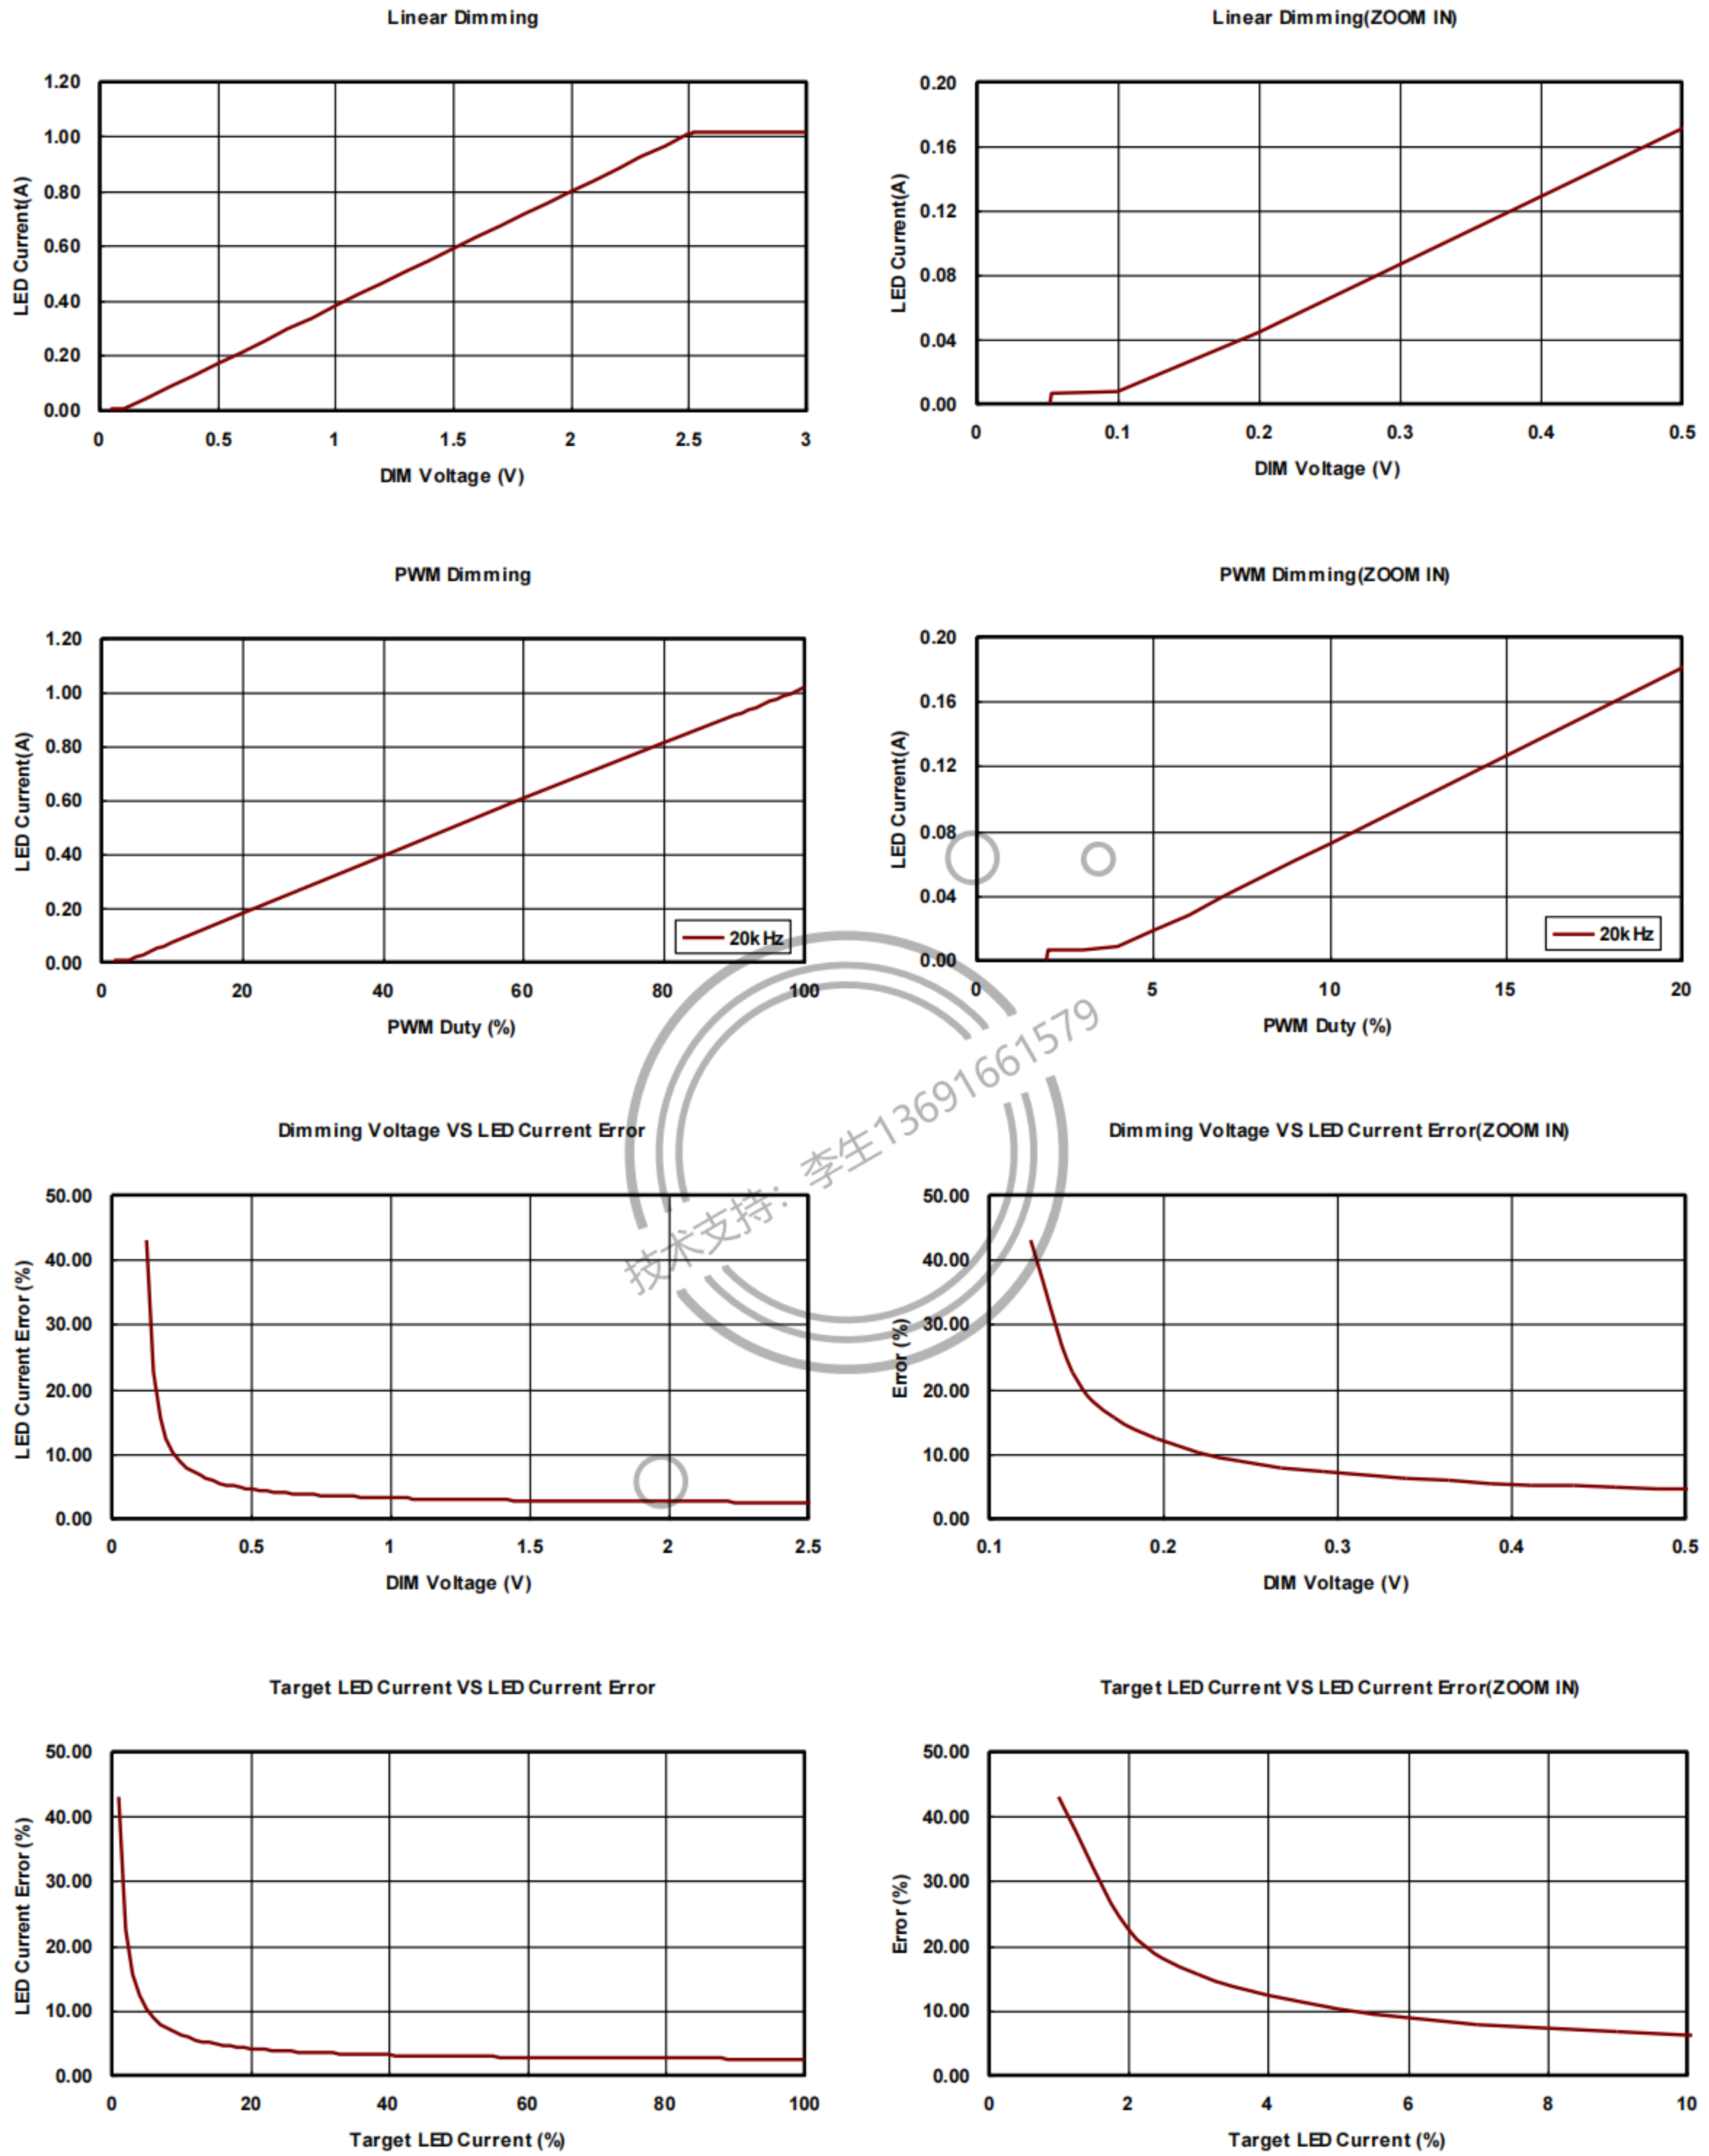 Linear Dimming
1.20
1.00
0.80
0.60
0.40
0.20
0.00
LED Current(A)
0 0.5 1 1.5 2 2.5 3
DIM Voltage (V)
Linear Dimming(ZOOM IN)
0.20
0.16
0.12
0.08
0.04
0.00
LED Current(A)
0 0.1 0.2 0.3 0.4 0.5
DIM Voltage (V)
PWM Dimming
1.20
1.00
0.80
0.60
0.40
0.20
0.00
LED Current(A)
20kHz
0 20 40 60 80 100
PWM Duty (%)
PWM Dimming(ZOOM IN)
0.20
0.16
0.12
0.08
0.04
0.00
LED Current(A)
20kHz
0 5 10 15 20
PWM Duty (%)
技术支持：李生13691661579
Dimming Voltage VS LED Current Error
50.00
40.00
30.00
20.00
10.00
0.00
LED Current Error (%)
0 0.5 1 1.5 2 2.5
DIM Voltage (V)
Dimming Voltage VS LED Current Error(ZOOM IN)
50.00
40.00
30.00
20.00
10.00
0.00
Error (%)
0.1 0.2 0.3 0.4 0.5
DIM Voltage (V)
Target LED Current VS LED Current Error
50.00
40.00
30.00
20.00
10.00
0.00
LED Current Error (%)
0 20 40 60 80 100
Target LED Current (%)
Target LED Current VS LED Current Error(ZOOM IN)
50.00
40.00
30.00
20.00
10.00
0.00
Error (%)
0 2 4 6 8 10
Target LED Current (%)